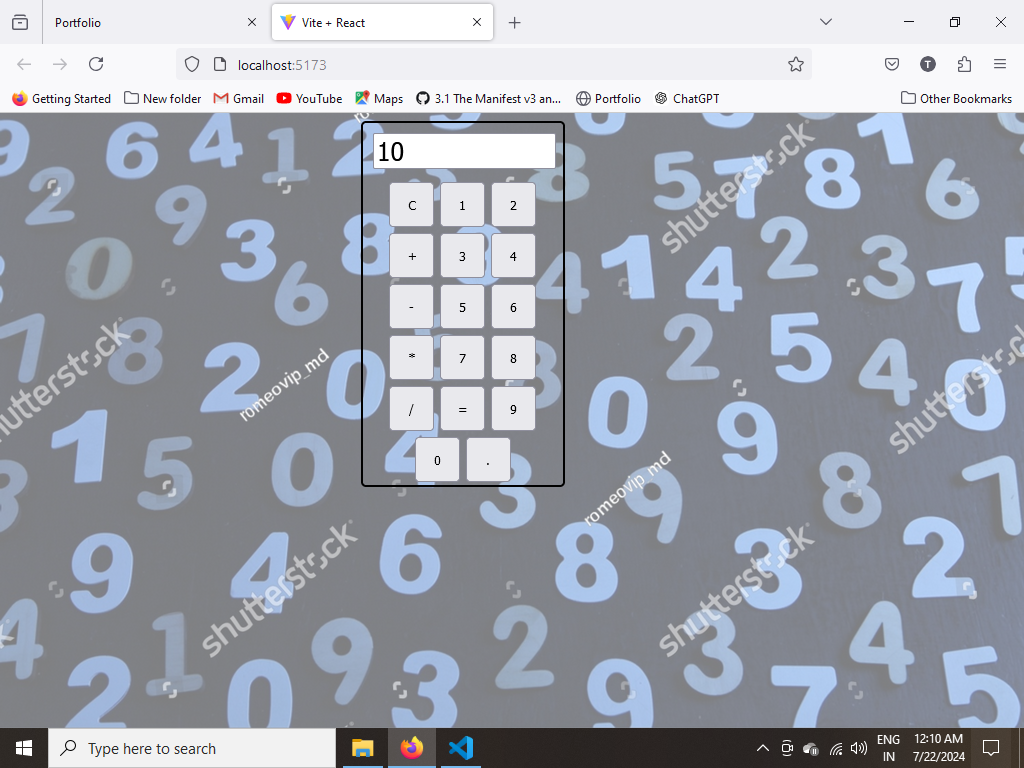 Portfolio
Vite + React
localhost:5173
T
Getting Started
New folder
Gmail
YouTube
Maps
3.1 The Manifest v3 an...
Portfolio
ChatGPT
Other Bookmarks
10
C 1 2
+ 3 4
- 5 6
* 7 8
/ = 9
0 .
shutterstock
shutterstock
romeovip_md
shutterstock
romeovip_md
shutterstock
shutterstock
Type here to search
ENG
IN
12:10 AM
7/22/2024